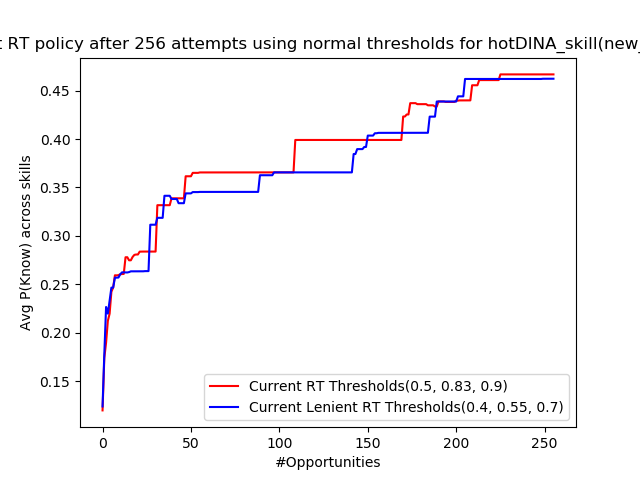 RT policy after 256 attempts using normal thresholds for hotDINA_skill(new_
0.45
0.40
0.35
0.30
0.25
0.20
0.15
Avg P(Know) across skills
Current RT Thresholds(0.5, 0.83, 0.9)
Current Lenient RT Thresholds(0.4, 0.55, 0.7)
0 50 100 150 200 250
#Opportunities